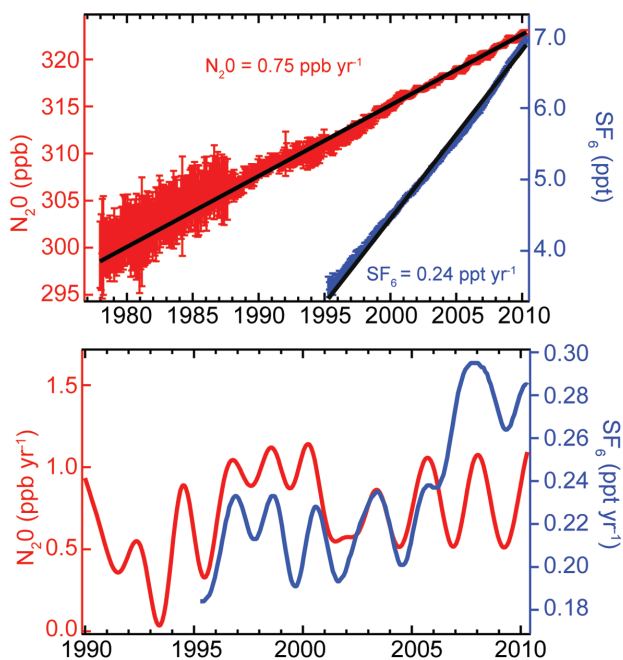 N₂0 (ppb)
320
315
310
305
300
295
N₂0 = 0.75 ppb yr⁻¹
SF₆ = 0.24 ppt yr⁻¹
7.0
6.0
5.0
4.0
SF₆ (ppt)
1980 1985 1990 1995 2000 2005 2010
N₂0 (ppb yr⁻¹)
1.5
1.0
0.5
0.0
0.30
0.28
0.26
0.24
0.22
0.20
0.18
SF₆ (ppt yr⁻¹)
1990 1995 2000 2005 2010